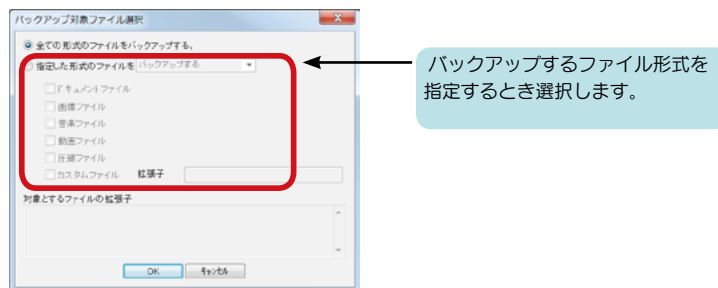 バックアップ対象ファイル選択
全ての形式のファイルをバックアップする。
指定した形式のファイルを バックアップする
ドキュメントファイル
画像ファイル
音楽ファイル
動画ファイル
圧縮ファイル
カスタムファイル 拡張子
対象とするファイルの拡張子
OK キャンセル
バックアップするファイル形式を
指定するとき選択します。